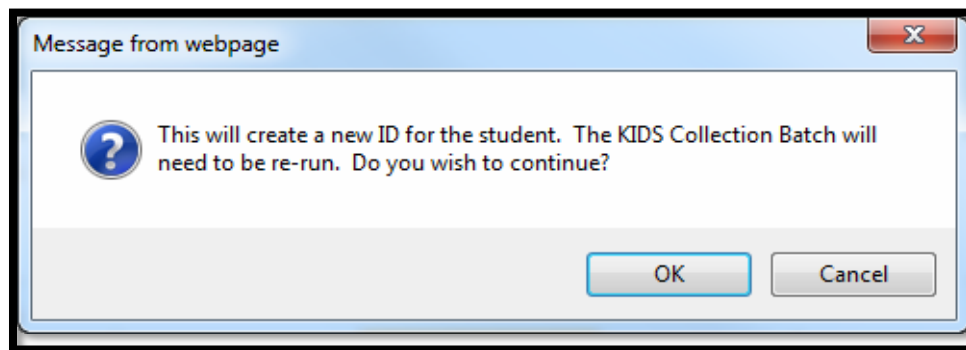 Message from webpage
This will create a new ID for the student.  The KIDS Collection Batch will
need to be re-run.  Do you wish to continue?
OK Cancel